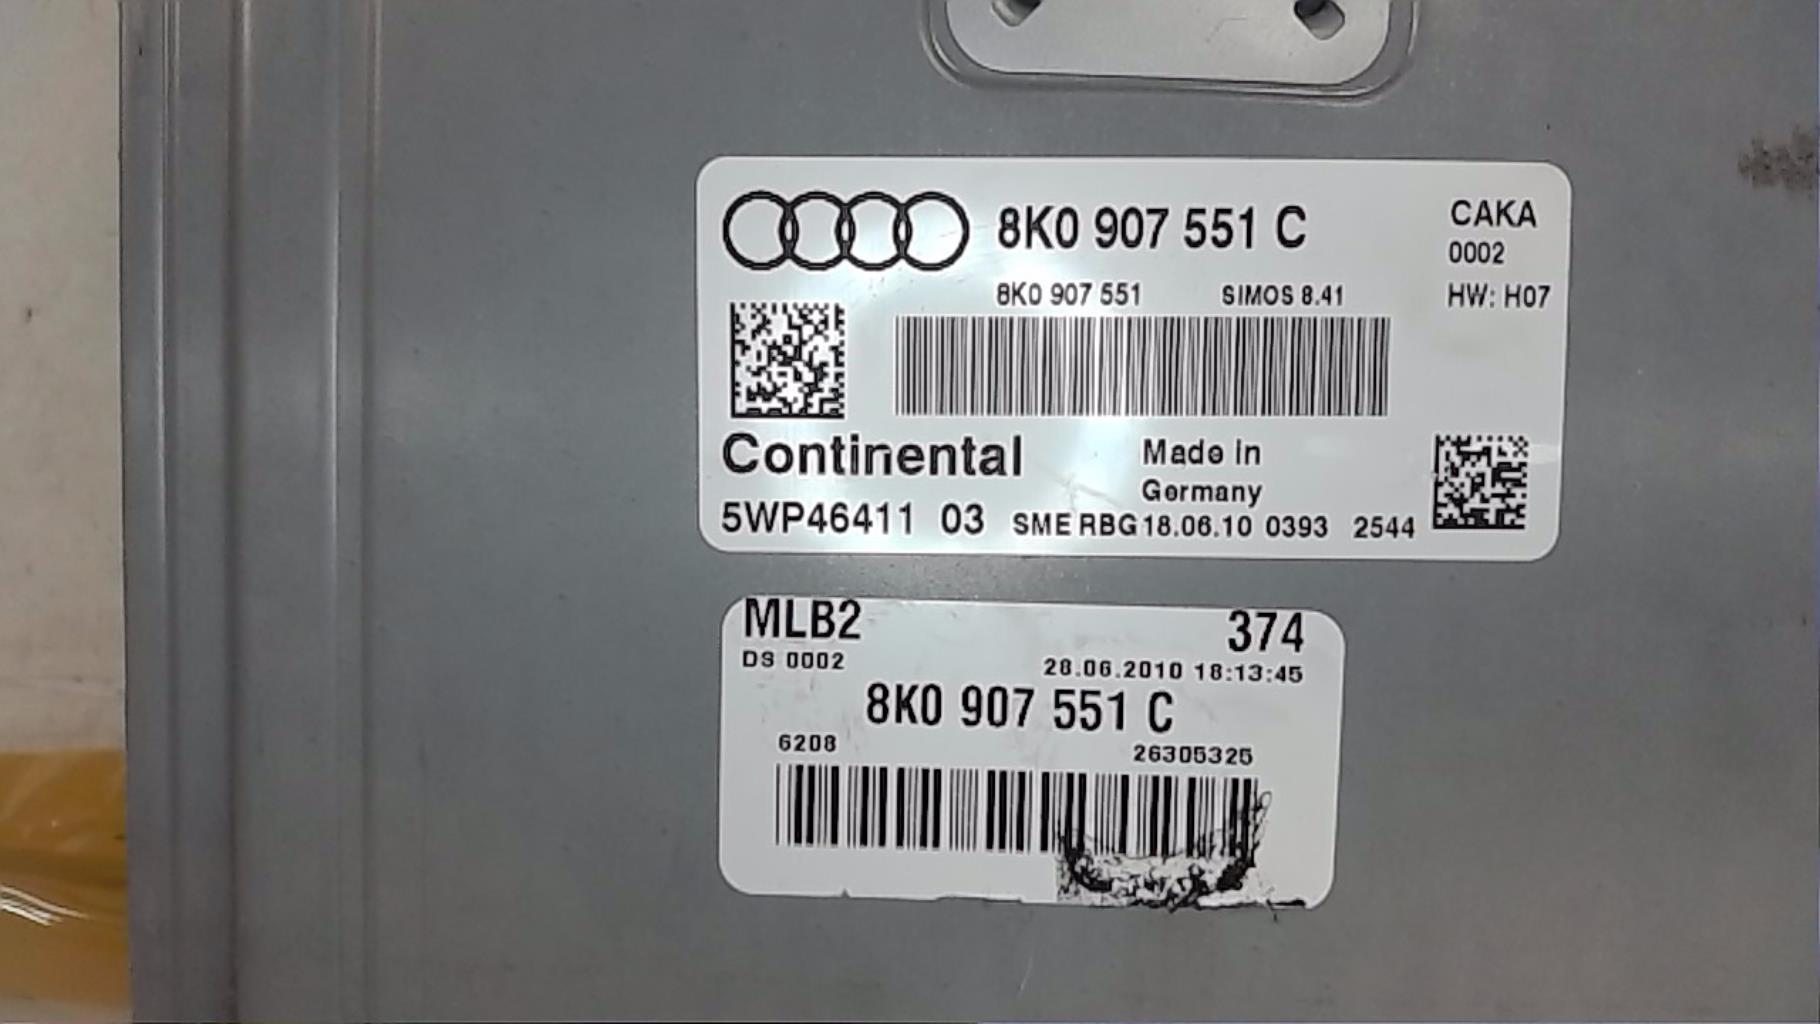 8K0 907 551 C
CAKA
0002
8K0 907 551 SIMOS 8.41 HW: H07
Continental
Made in
Germany
5WP46411 03 SME RBG 18.06.10 0393 2544
MLB2 374
DS 0002 28.06.2010 18:13:45
8K0 907 551 C
6208 26305325